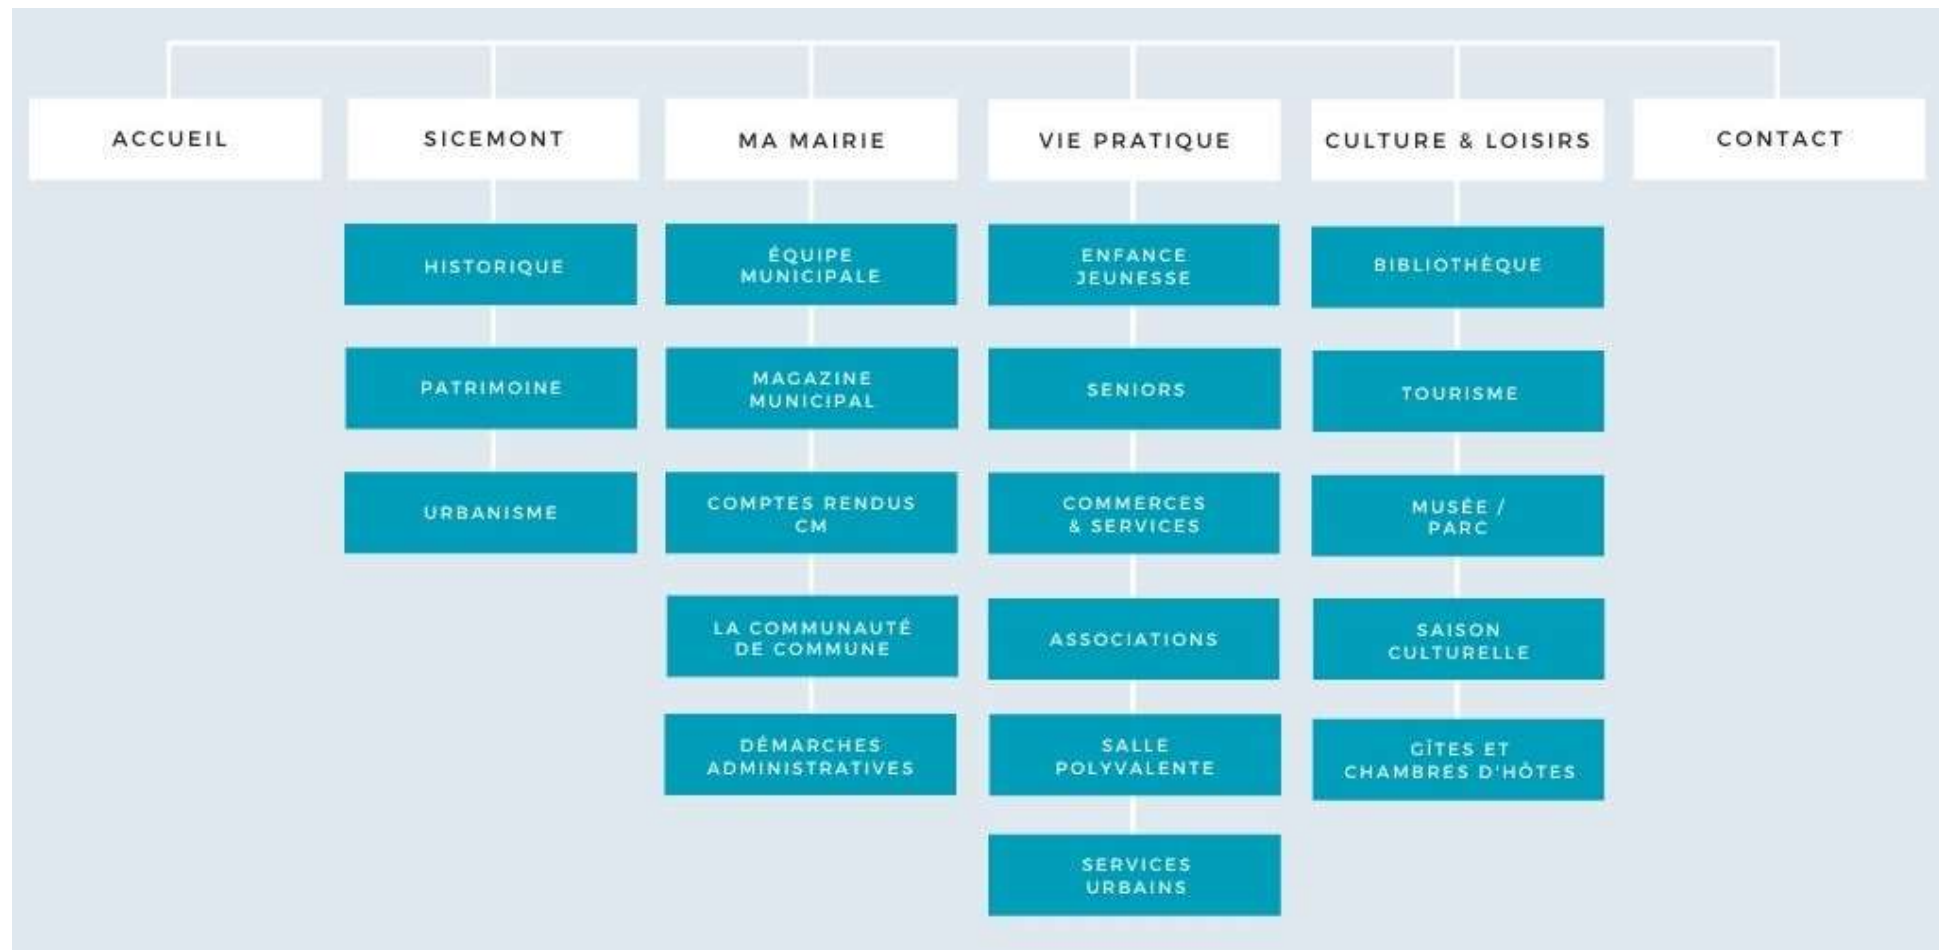 ACCUEIL
SICEMONT
MA MAIRIE
VIE PRATIQUE
CULTURE & LOISIRS
CONTACT
HISTORIQUE
PATRIMOINE
URBANISME
ÉQUIPE
MUNICIPALE
MAGAZINE
MUNICIPAL
COMPTES RENDUS
CM
LA COMMUNAUTÉ
DE COMMUNE
DÉMARCHES
ADMINISTRATIVES
ENFANCE
JEUNESSE
SENIORS
COMMERCES
& SERVICES
ASSOCIATIONS
SALLE
POLYVALENTE
SERVICES
URBAINS
BIBLIOTHÈQUE
TOURISME
MUSÉE /
PARC
SAISON
CULTURELLE
GÎTES ET
CHAMBRES D'HÔTES